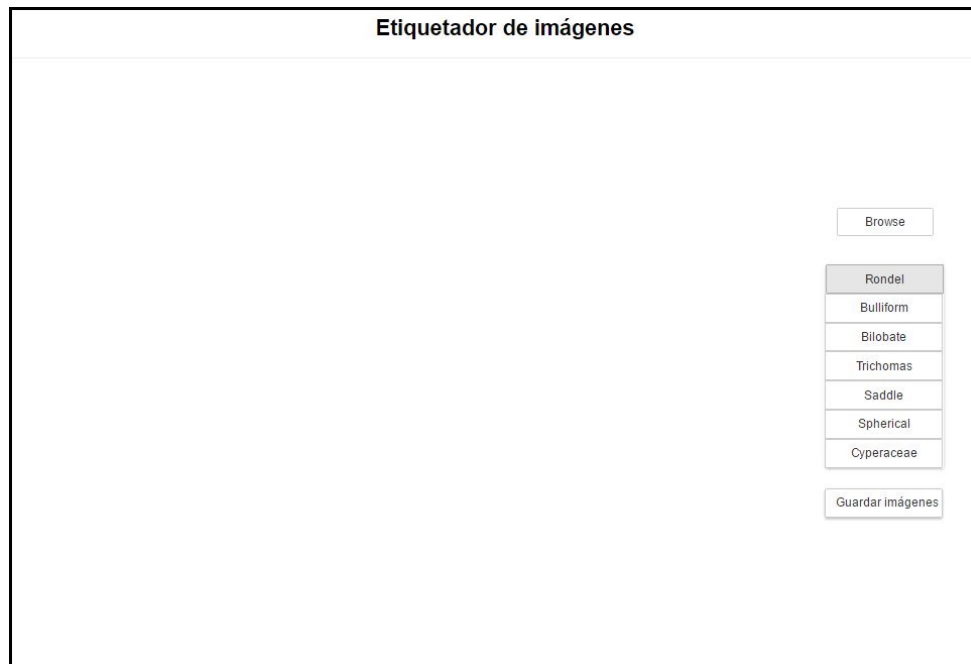 Etiquetador de imágenes
Browse
Rondel
Bulliform
Bilobate
Trichomas
Saddle
Spherical
Cyperaceae
Guardar imágenes